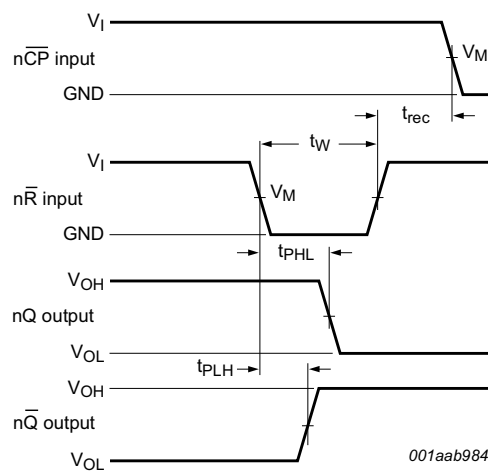 V_I
nC̅P̅ input
V_M
GND
t_rec
t_W
V_I
nR̅ input
V_M
GND
t_PHL
V_OH
nQ output
V_OL
t_PLH
V_OH
nQ̅ output
V_OL
001aab984